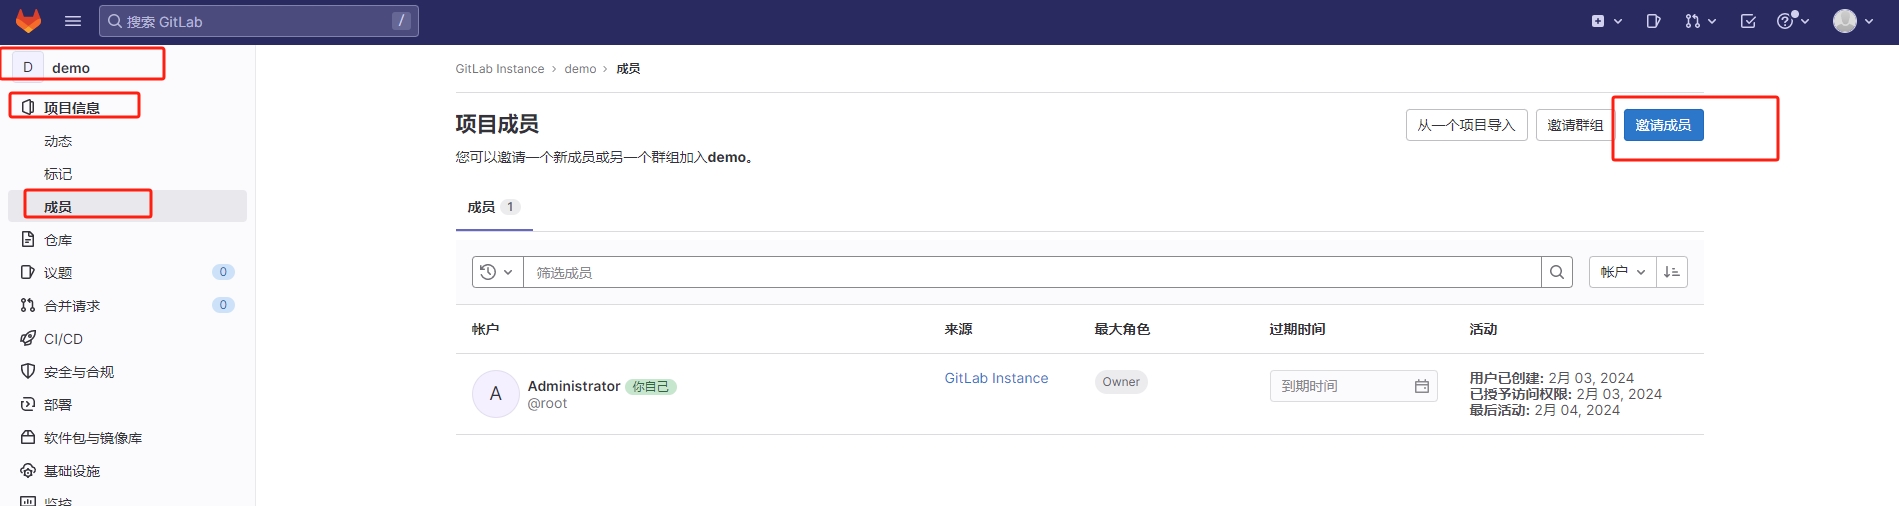 搜索 GitLab
/
D demo
项目信息
动态
标记
成员
仓库
议题 0
合并请求 0
CI/CD
安全与合规
部署
软件包与镜像库
基础设施
监控
GitLab Instance > demo > 成员
项目成员
从一个项目导入 邀请群组 邀请成员
您可以邀请一个新成员或另一个群组加入demo。
成员 1
筛选成员 帐户
帐户 来源 最大角色 过期时间 活动
A Administrator 你自己
@root
GitLab Instance
Owner
到期时间
用户已创建: 2月 03, 2024
已授予访问权限: 2月 03, 2024
最后活动: 2月 04, 2024